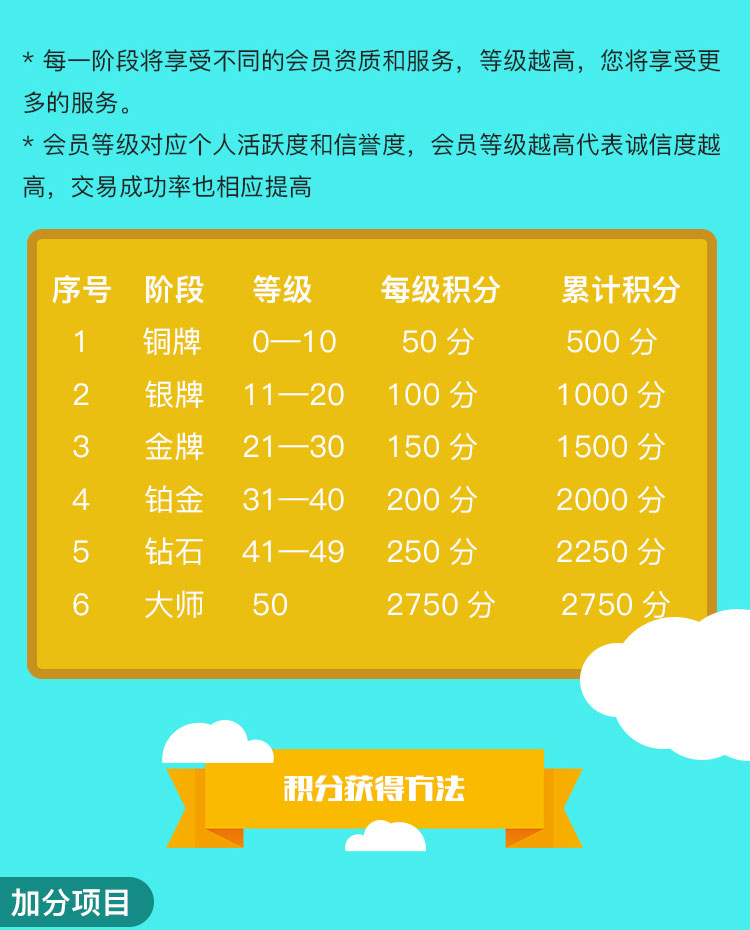 * 每一阶段将享受不同的会员资质和服务，等级越高，您将享受更
多的服务。
* 会员等级对应个人活跃度和信誉度，会员等级越高代表诚信度越
高，交易成功率也相应提高
序号 阶段 等级 每级积分 累计积分
1 铜牌 0—10 50 分 500 分
2 银牌 11—20 100 分 1000 分
3 金牌 21—30 150 分 1500 分
4 铂金 31—40 200 分 2000 分
5 钻石 41—49 250 分 2250 分
6 大师 50 2750 分 2750 分
积分获得方法
加分项目